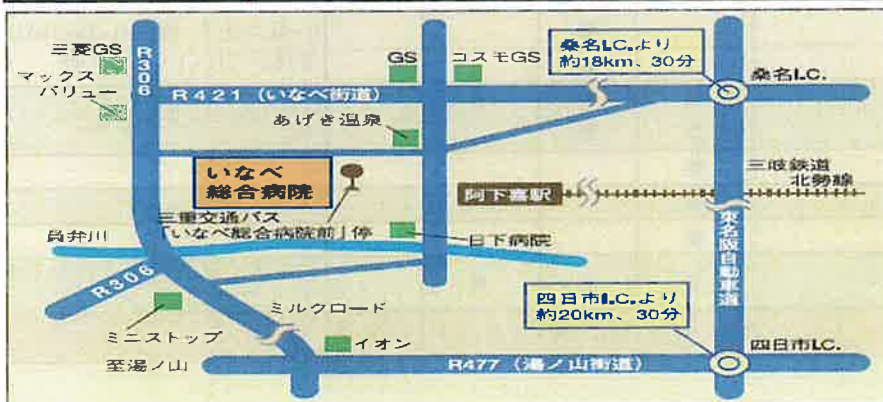 三菱GS
マックス
バリュー
R306
GS
コスモGS
桑名I.C.より
約18km、30分
桑名I.C.
R421 (いなべ街道)
あげき温泉
いなべ
総合病院
三岐鉄道
北勢線
阿下喜駅
三重交通バス
「いなべ総合病院前」停
員弁川
日下病院
東名阪自動車道
R306
ミルクロード
四日市I.C.より
約20km、30分
ミニストップ
イオン
至湯ノ山
R477 (湯ノ山街道)
四日市I.C.